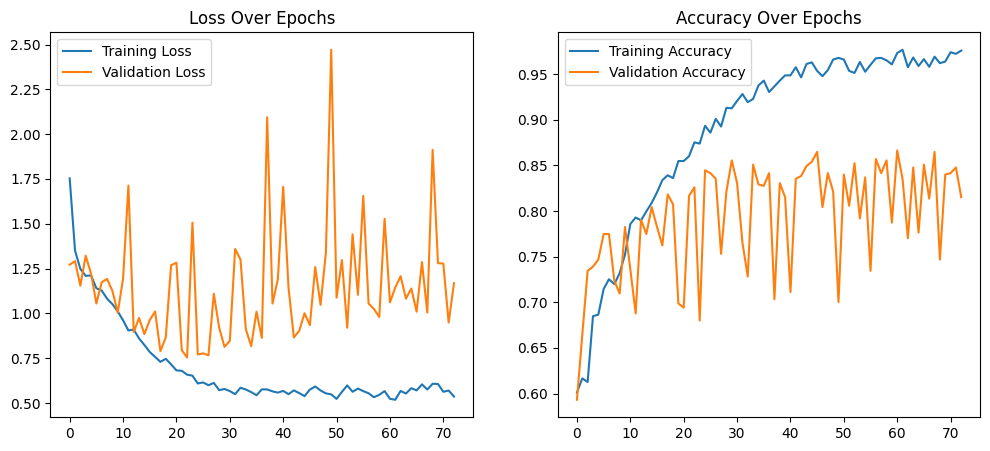 Loss Over Epochs
Training Loss
Validation Loss
2.50
2.25
2.00
1.75
1.50
1.25
1.00
0.75
0.50
0 10 20 30 40 50 60 70
Accuracy Over Epochs
Training Accuracy
Validation Accuracy
0.95
0.90
0.85
0.80
0.75
0.70
0.65
0.60
0 10 20 30 40 50 60 70